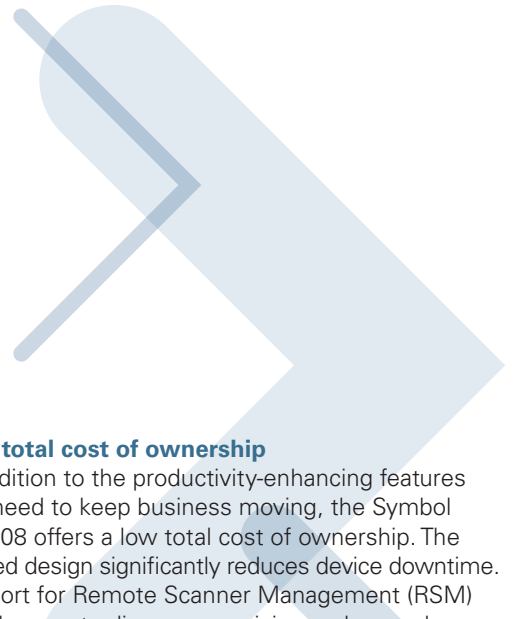 total cost of ownership
dition to the productivity-enhancing features
need to keep business moving, the Symbol
08 offers a low total cost of ownership. The
ed design significantly reduces device downtime.
ort for Remote Scanner Management (RSM)